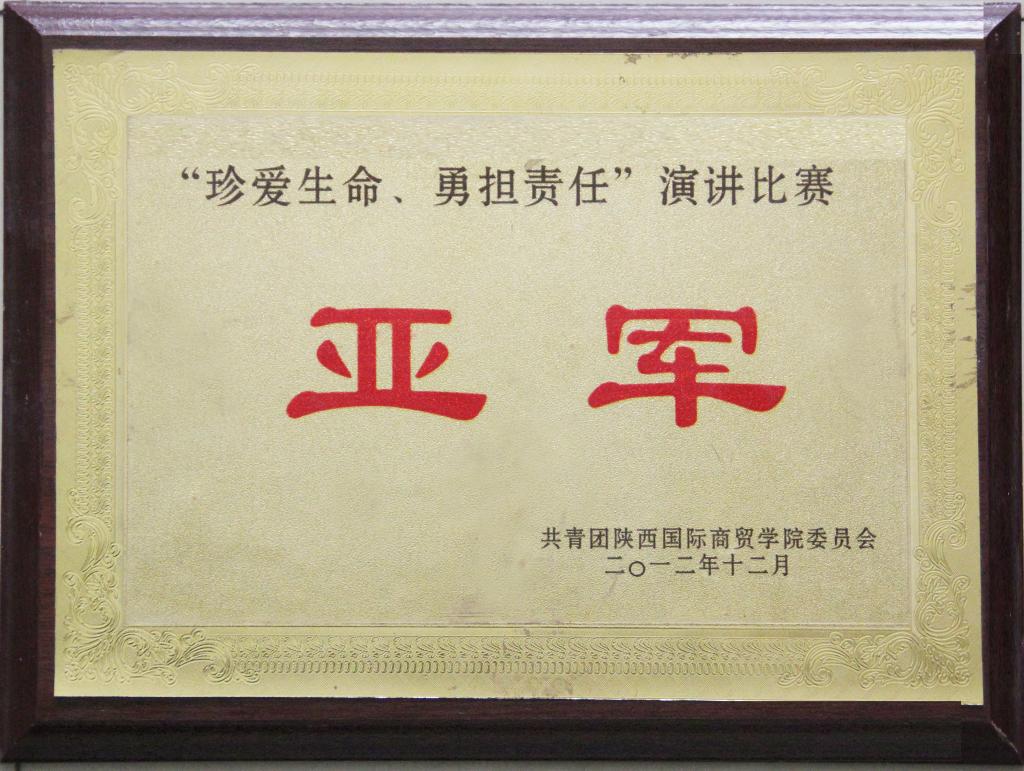 “珍爱生命、勇担责任”演讲比赛
亚军
共青团陕西国际商贸学院委员会
二〇一二年十二月